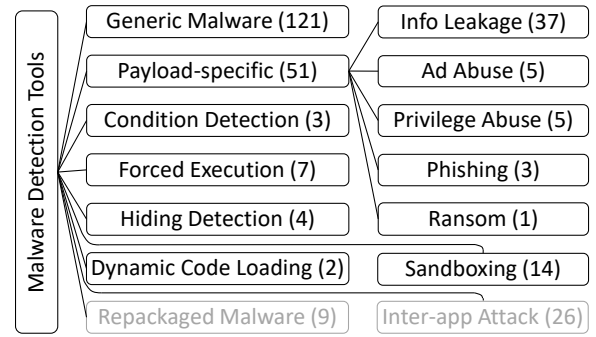 Malware Detection Tools
Generic Malware (121)
Payload-specific (51)
Condition Detection (3)
Forced Execution (7)
Hiding Detection (4)
Dynamic Code Loading (2)
Repackaged Malware (9)
Info Leakage (37)
Ad Abuse (5)
Privilege Abuse (5)
Phishing (3)
Ransom (1)
Sandboxing (14)
Inter-app Attack (26)